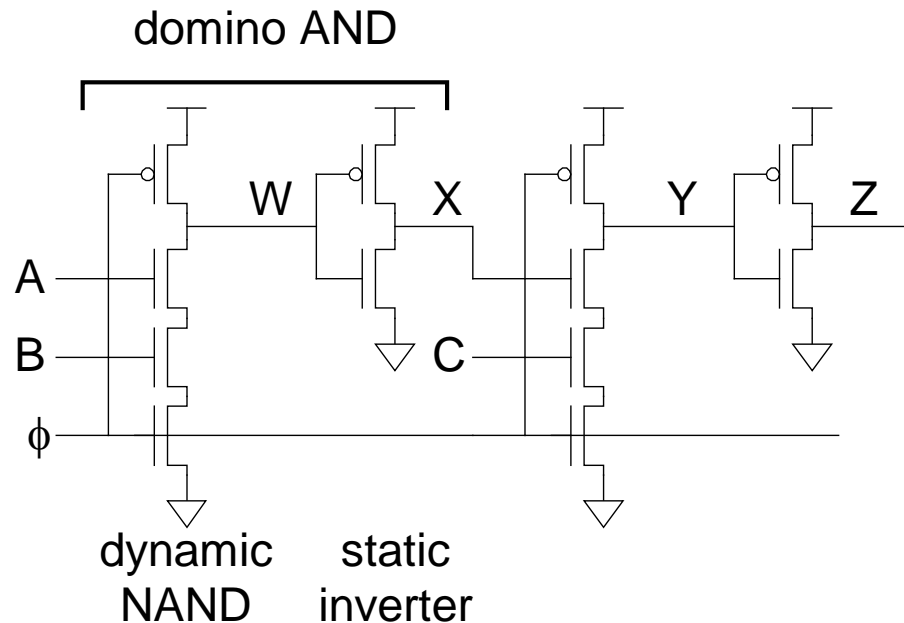 domino AND
W
X
Y
Z
A
B
C
ϕ
dynamic
NAND
static
inverter